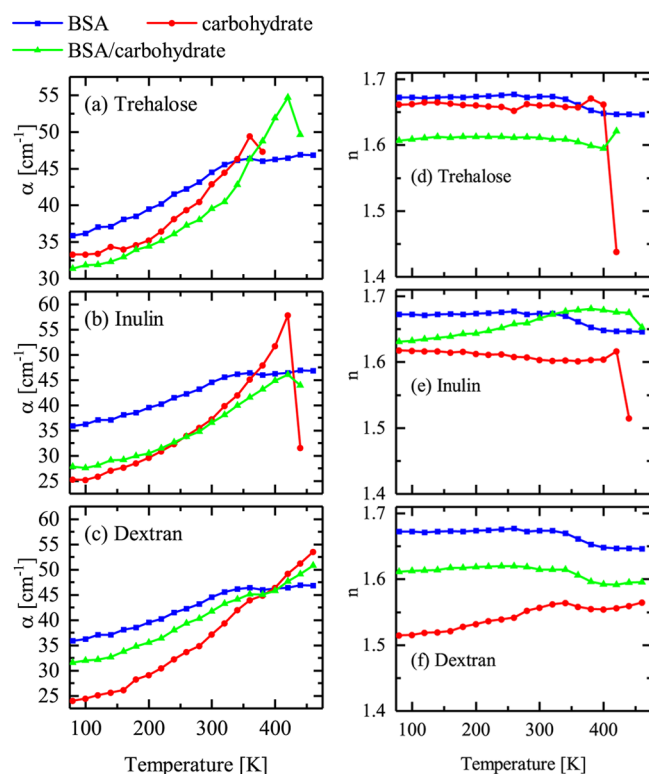 BSA
carbohydrate
BSA/carbohydrate
(a) Trehalose
α [cm⁻¹]
55
50
45
40
35
30
(b) Inulin
α [cm⁻¹]
60
55
50
45
40
35
30
25
(c) Dextran
α [cm⁻¹]
60
55
50
45
40
35
30
25
100
200
300
400
Temperature [K]
(d) Trehalose
n
1.7
1.6
1.5
1.4
(e) Inulin
n
1.7
1.6
1.5
1.4
(f) Dextran
n
1.7
1.6
1.5
1.4
100
200
300
400
Temperature [K]